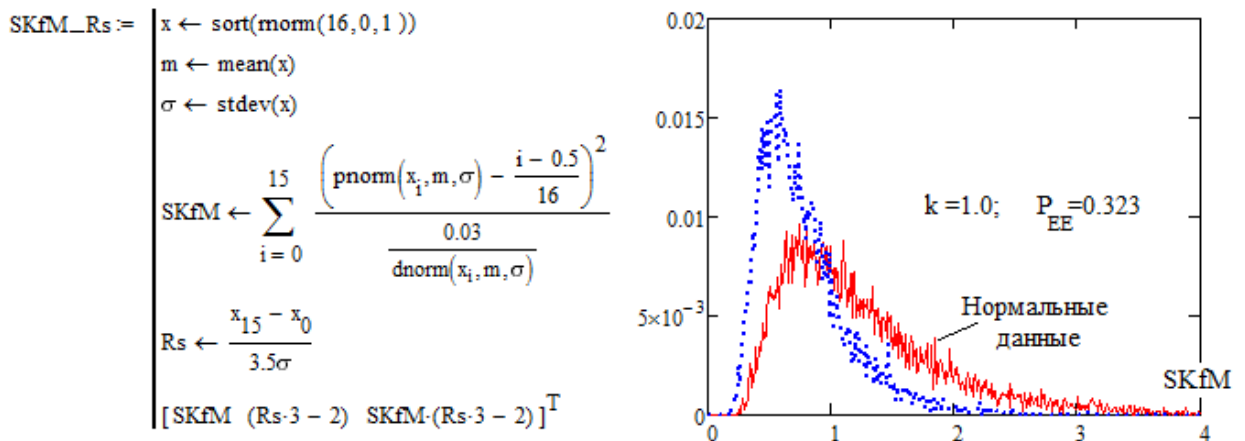 SKfM_Rs := x ← sort(rnorm(16,0,1))
m ← mean(x)
σ ← stdev(x)
SKfM ← ∑_{i = 0}^{15} (pnorm(x_i,m,σ) − (i − 0.5)/16)^2 / (0.03 / dnorm(x_i,m,σ))
Rs ← (x_15 − x_0) / 3.5σ
[SKfM (Rs·3 − 2) SKfM·(Rs·3 − 2)]^T
0.02
0.015
0.01
5×10^−3
0
k =1.0; P_EE=0.323
Нормальные
данные
SKfM
0 1 2 3 4